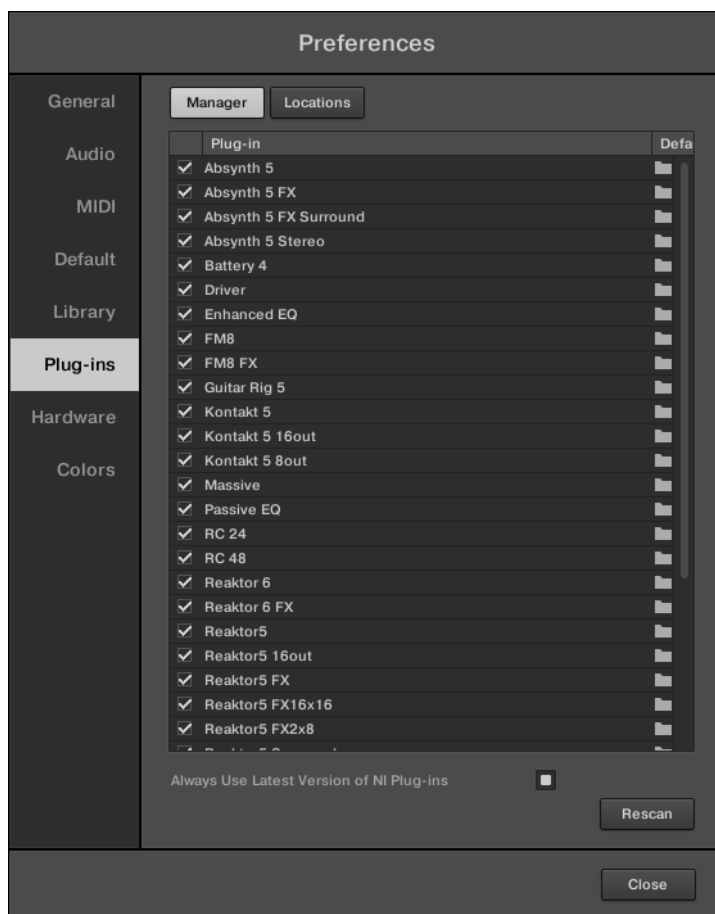 Preferences
General
Audio
MIDI
Default
Library
Plug-ins
Hardware
Colors
Manager
Locations
Plug-in
Defa
Absynth 5
Absynth 5 FX
Absynth 5 FX Surround
Absynth 5 Stereo
Battery 4
Driver
Enhanced EQ
FM8
FM8 FX
Guitar Rig 5
Kontakt 5
Kontakt 5 16out
Kontakt 5 8out
Massive
Passive EQ
RC 24
RC 48
Reaktor 6
Reaktor 6 FX
Reaktor5
Reaktor5 16out
Reaktor5 FX
Reaktor5 FX16x16
Reaktor5 FX2x8
Always Use Latest Version of NI Plug-ins
Rescan
Close